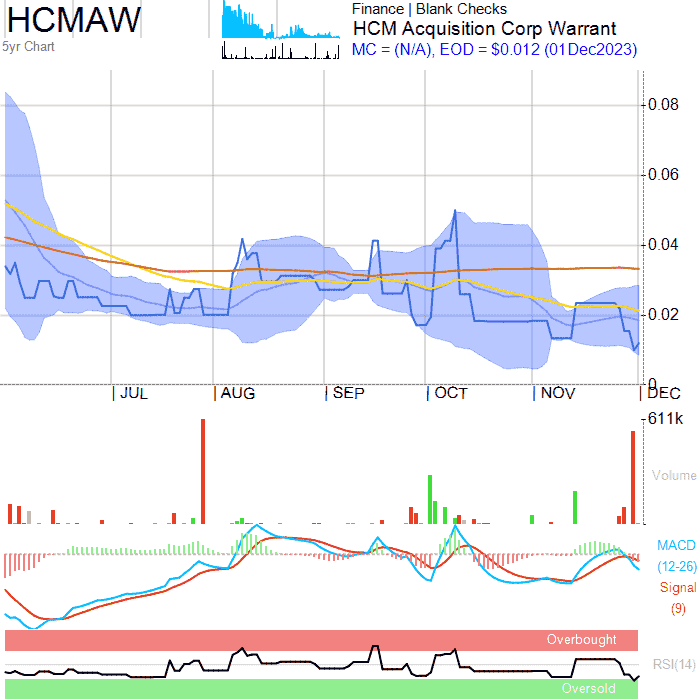 HCMAW
5yr Chart
Finance | Blank Checks
HCM Acquisition Corp Warrant
MC = (N/A), EOD = $0.012 (01Dec2023)
0.08
0.06
0.04
0.02
0
JUL AUG SEP OCT NOV DEC
611k
Volume
MACD
(12-26)
Signal
(9)
Overbought
RSI(14)
Oversold